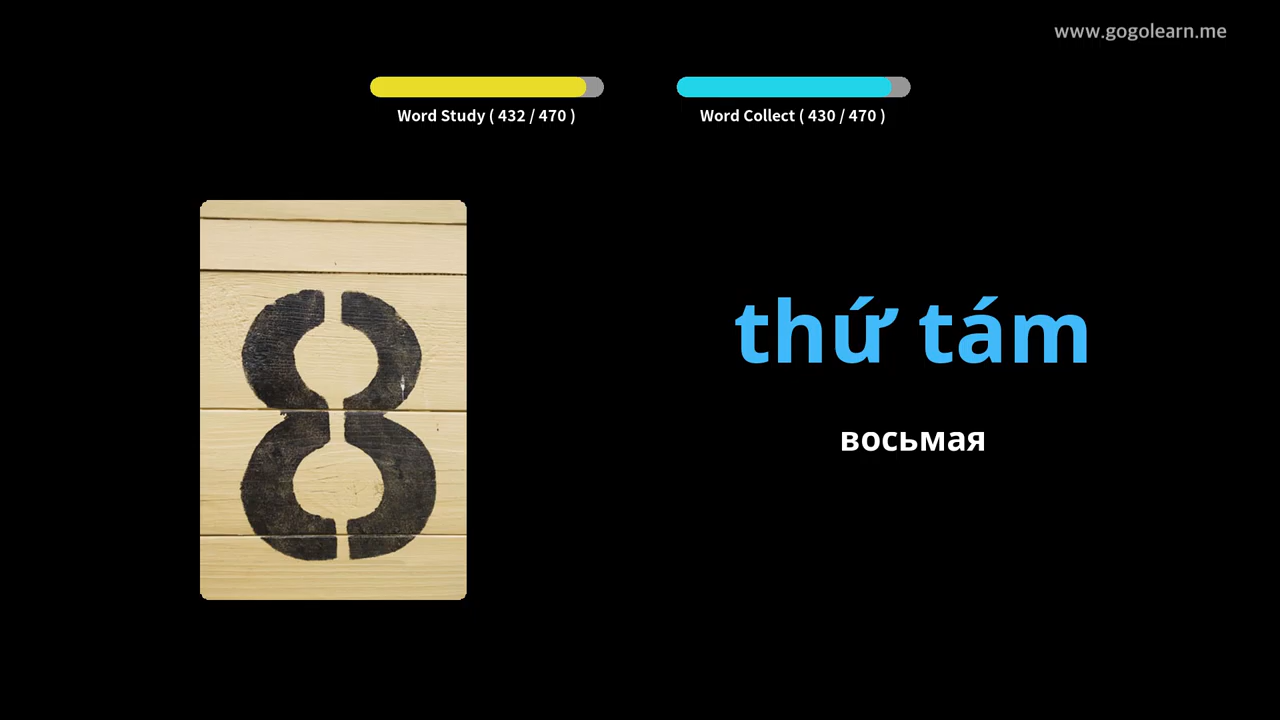 www.gogolearn.me
Word Study ( 432 / 470 )
Word Collect ( 430 / 470 )
8
thứ tám
восьмая